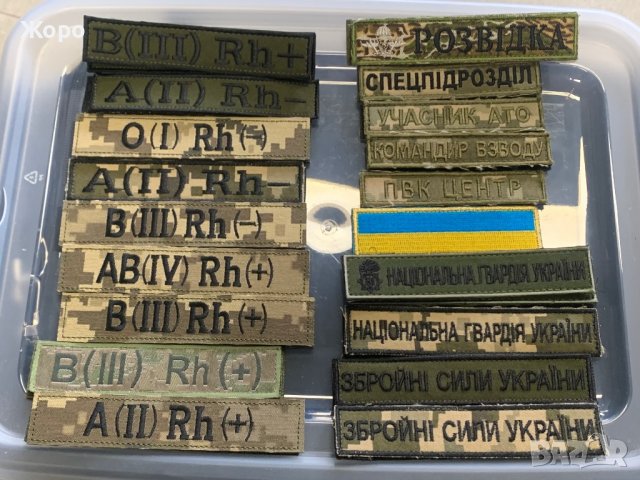 Жоро
B(III) Rh+
A(II) Rh-
O(I) Rh(-)
A(II) Rh-
B(III) Rh(-)
AB(IV) Rh(+)
B(III) Rh(+)
B(III) Rh(+)
A(II) Rh(+)
РОЗВІДКА
СПЕЦПІДРОЗДІЛ
УЧАСНИК АТО
КОМАНДИР ВЗВОДУ
ПВК ЦЕНТР
НАЦІОНАЛЬНА ГВАРДІЯ УКРАЇНИ
НАЦІОНАЛЬНА ГВАРДІЯ УКРАЇНИ
ЗБРОЙНІ СИЛИ УКРАЇНИ
ЗБРОЙНІ СИЛИ УКРАЇНИ
BAZAR